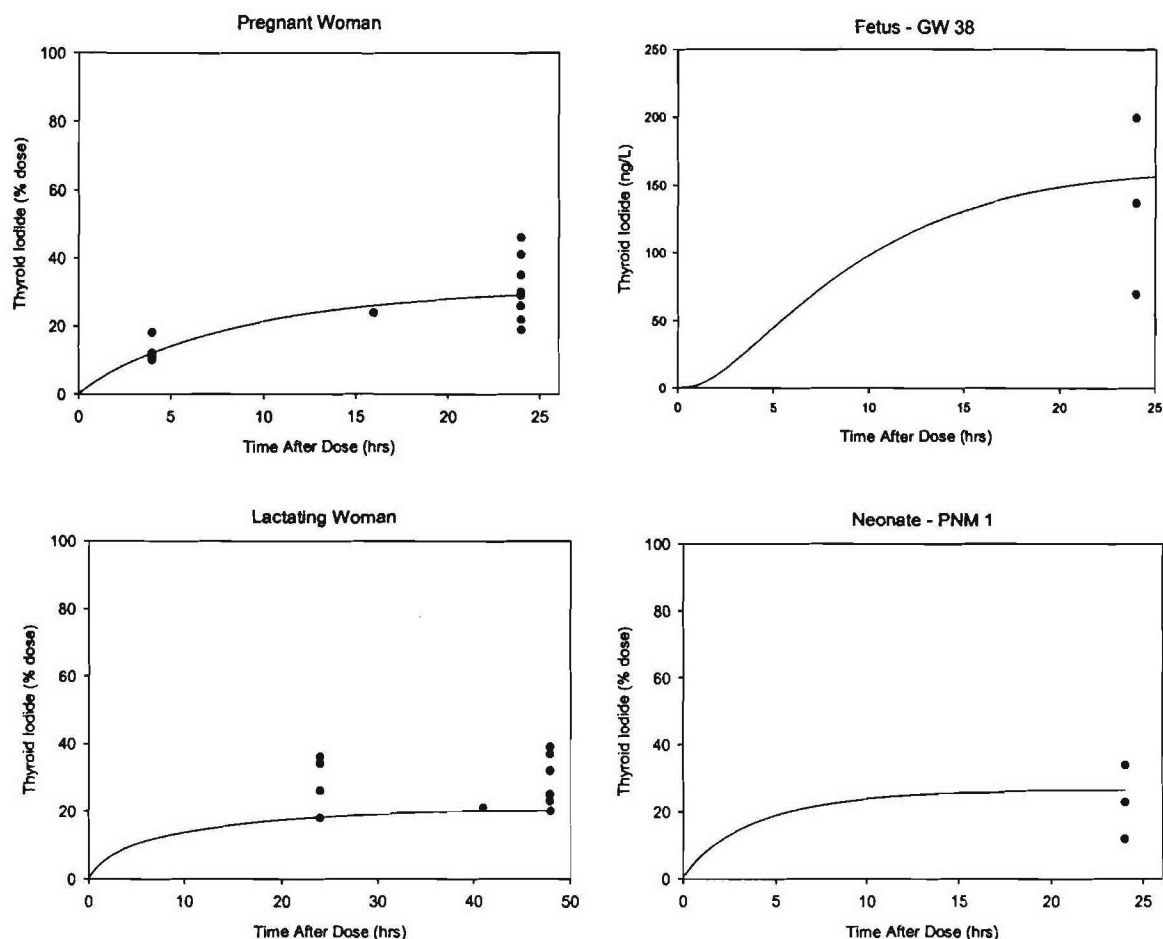 Pregnant Woman
100
80
60
40
20
0
Thyroid Iodide (% dose)
0 5 10 15 20 25
Time After Dose (hrs)
Fetus - GW 38
250
200
150
100
50
0
Thyroid Iodide (ng/L)
0 5 10 15 20 25
Time After Dose (hrs)
Lactating Woman
100
80
60
40
20
0
Thyroid Iodide (% dose)
0 10 20 30 40 50
Time After Dose (hrs)
Neonate - PNM 1
100
80
60
40
20
0
Thyroid Iodide (% dose)
0 5 10 15 20 25
Time After Dose (hrs)